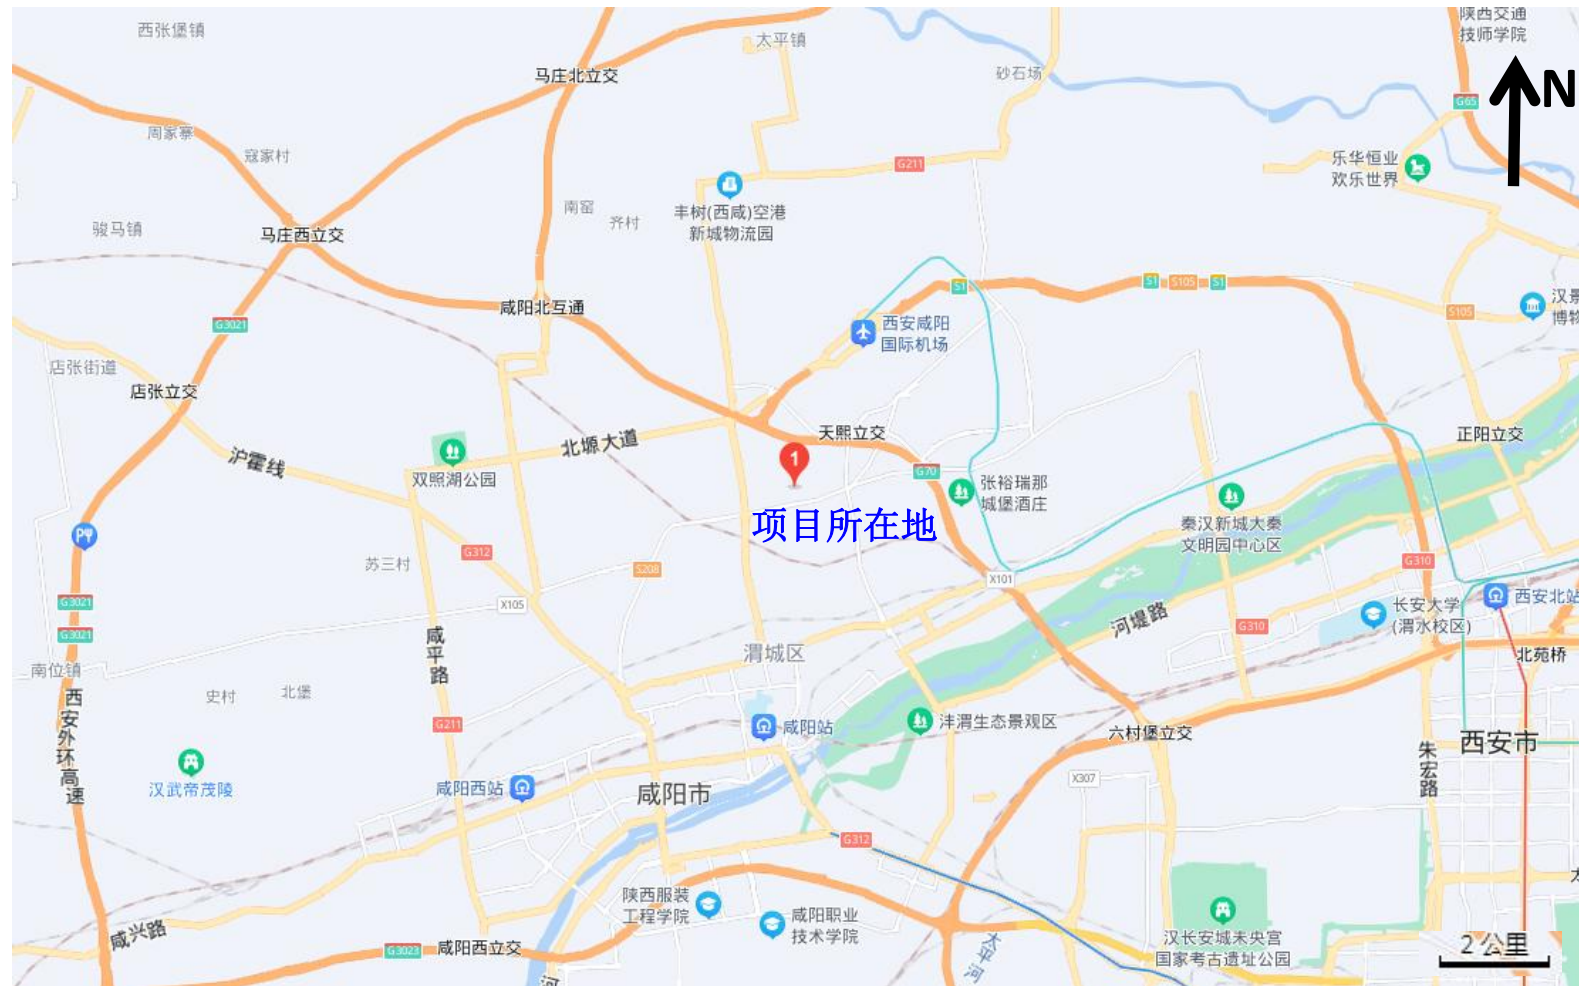 西张堡镇
太平镇
陕西交通
技师学院
马庄北立交
砂石场
N
G65
周家寨
寇家村
G211
乐华恒业
欢乐世界
丰树(西咸)空港
新城物流园
南窑
齐村
骏马镇
马庄西立交
S1
S1
S105
S1
汉景
博物
S105
咸阳北互通
G3021
西安咸阳
国际机场
店张街道
店张立交
天熙立交
正阳立交
北塬大道
沪霍线
1
双照湖公园
G70
张裕瑞那
城堡酒庄
项目所在地
秦汉新城大秦
文明园中心区
G312
苏三村
S208
X101
G310
G3021
X105
长安大学
(渭水校区)
西安北站
河堤路
G310
G3021
咸平路
渭城区
北苑桥
南位镇
史村
北堡
西安外环高速
G211
咸阳站
沣渭生态景观区
六村堡立交
西安市
朱宏路
汉武帝茂陵
咸阳西站
咸阳市
X307
G312
陕西服装
工程学院
咸阳职业
技术学院
咸兴路
G3023
咸阳西立交
河
太平河
汉长安城未央宫
国家考古遗址公园
2公里